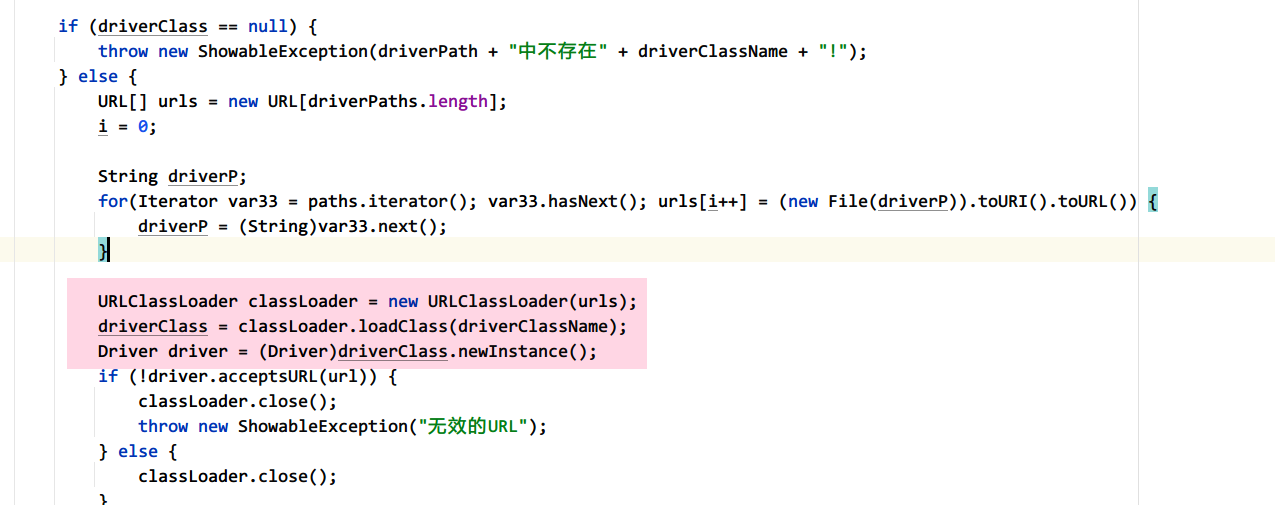 if (driverClass == null) {
throw new ShowableException(driverPath + "中不存在" + driverClassName + "!");
} else {
URL[] urls = new URL[driverPaths.length];
i = 0;
String driverP;
for(Iterator var33 = paths.iterator(); var33.hasNext(); urls[i++] = (new File(driverP)).toURI().toURL()) {
driverP = (String)var33.next();
}
URLClassLoader classLoader = new URLClassLoader(urls);
driverClass = classLoader.loadClass(driverClassName);
Driver driver = (Driver)driverClass.newInstance();
if (!driver.acceptsURL(url)) {
classLoader.close();
throw new ShowableException("无效的URL");
} else {
classLoader.close();
}